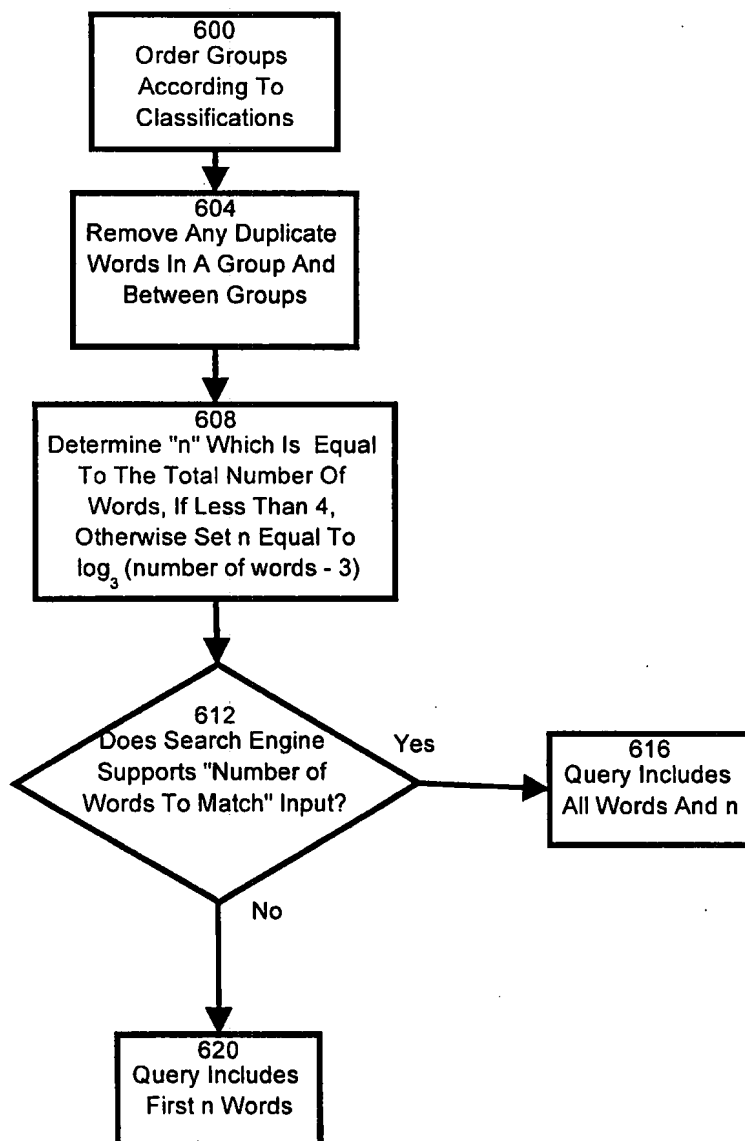 600
Order Groups
According To
Classifications
604
Remove Any Duplicate
Words In A Group And
Between Groups
608
Determine "n" Which Is Equal
To The Total Number Of
Words, If Less Than 4,
Otherwise Set n Equal To
log₃ (number of words - 3)
612
Does Search Engine
Supports "Number of
Words To Match" Input?
Yes
616
Query Includes
All Words And n
No
620
Query Includes
First n Words